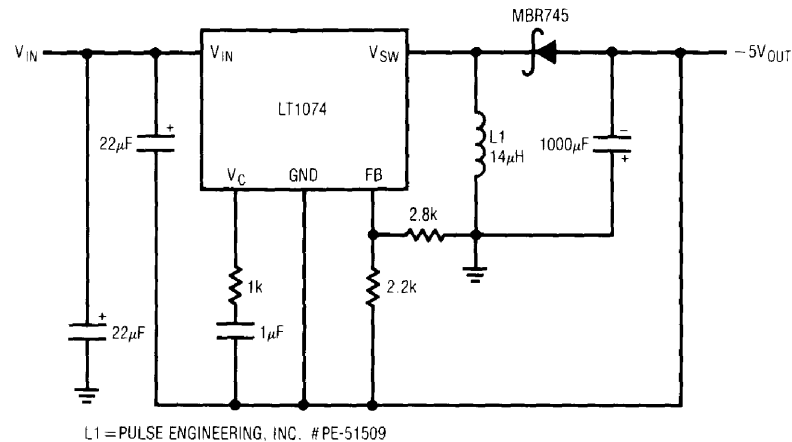 MBR745
V_IN
V_IN
V_SW
−5V_OUT
LT1074
22µF
+
L1
14µH
1000µF
−
+
V_C
GND
FB
2.8k
1k
2.2k
+
22µF
1µF
L1 = PULSE ENGINEERING, INC. #PE-51509